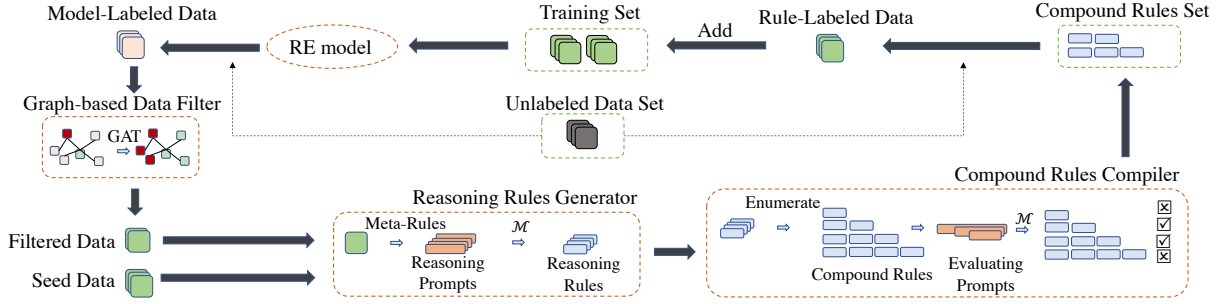 Model-Labeled Data
Training Set
Rule-Labeled Data
Compound Rules Set
RE model
Add
Graph-based Data Filter
Unlabeled Data Set
GAT
Reasoning Rules Generator
Compound Rules Compiler
Filtered Data
Seed Data
Meta-Rules
ℳ
Reasoning
Prompts
Reasoning
Rules
Enumerate
Compound Rules
Evaluating
Prompts
ℳ